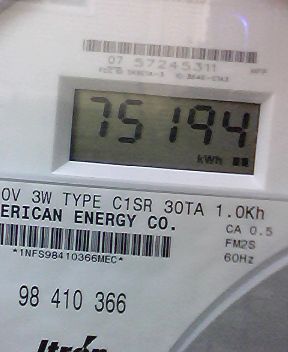 07 57245311
75194
kWh
0V 3W TYPE C1SR 30TA 1.0Kh
ERICAN ENERGY CO.
CA 0.5
FM2S
60Hz
*1NFS98410366MEC*
98 410 366
Itrón